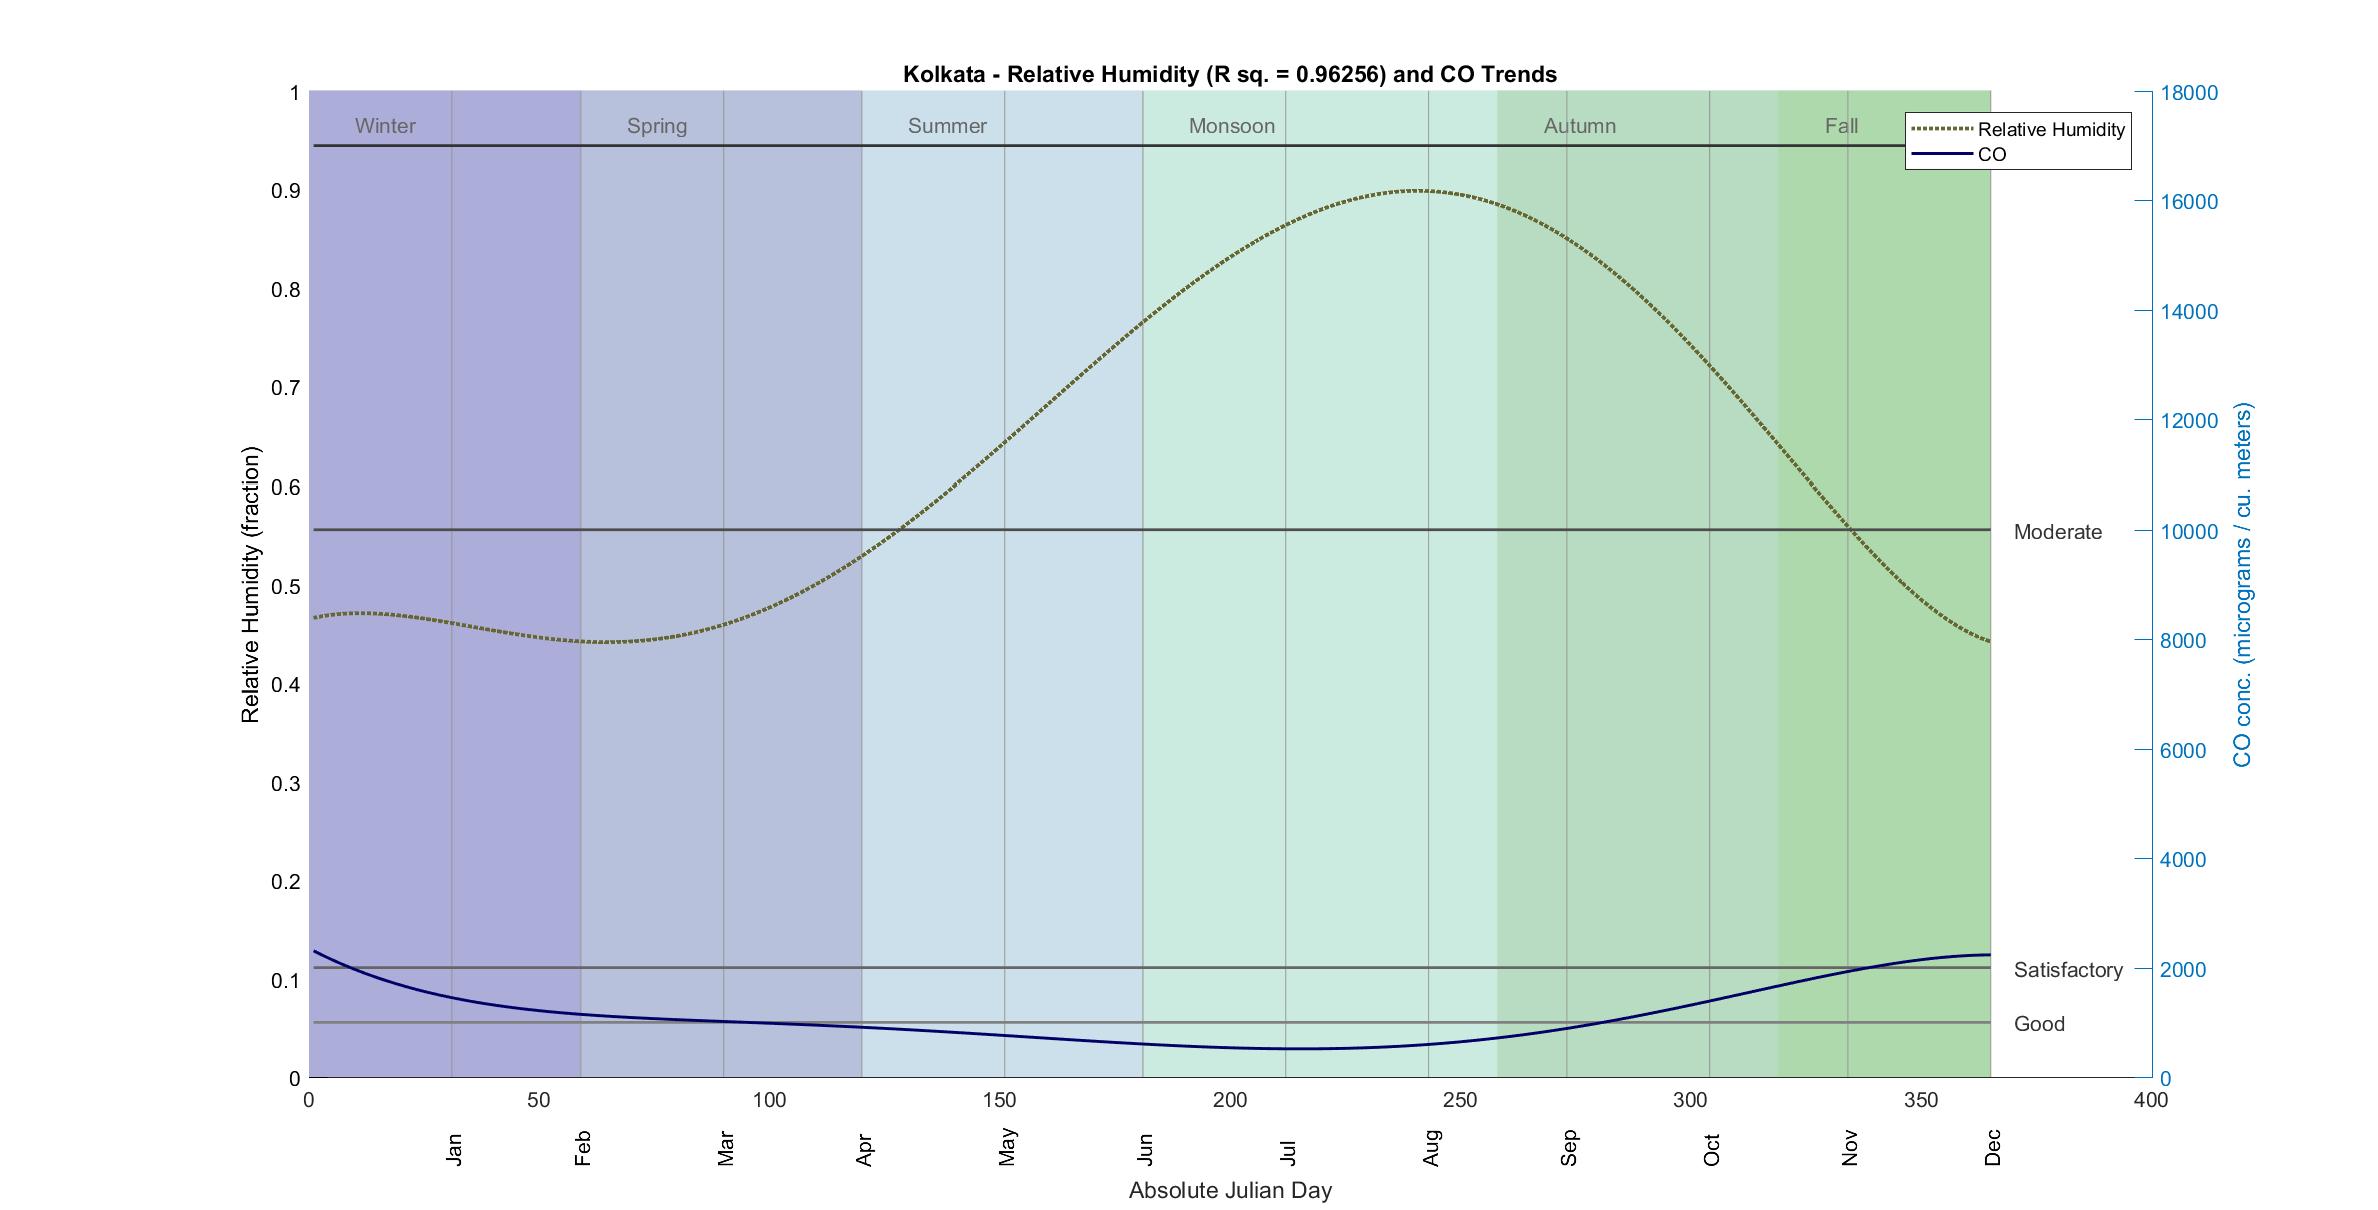 Kolkata - Relative Humidity (R sq. = 0.96256) and CO Trends
Winter
Spring
Summer
Monsoon
Autumn
Fall
Relative Humidity
CO
1
0.9
0.8
0.7
0.6
0.5
0.4
0.3
0.2
0.1
0
Relative Humidity (fraction)
Moderate
Satisfactory
Good
18000
16000
14000
12000
10000
8000
6000
4000
2000
0
CO conc. (micrograms / cu. meters)
0 50 100 150 200 250 300 350 400
Jan Feb Mar Apr May Jun Jul Aug Sep Oct Nov Dec
Absolute Julian Day